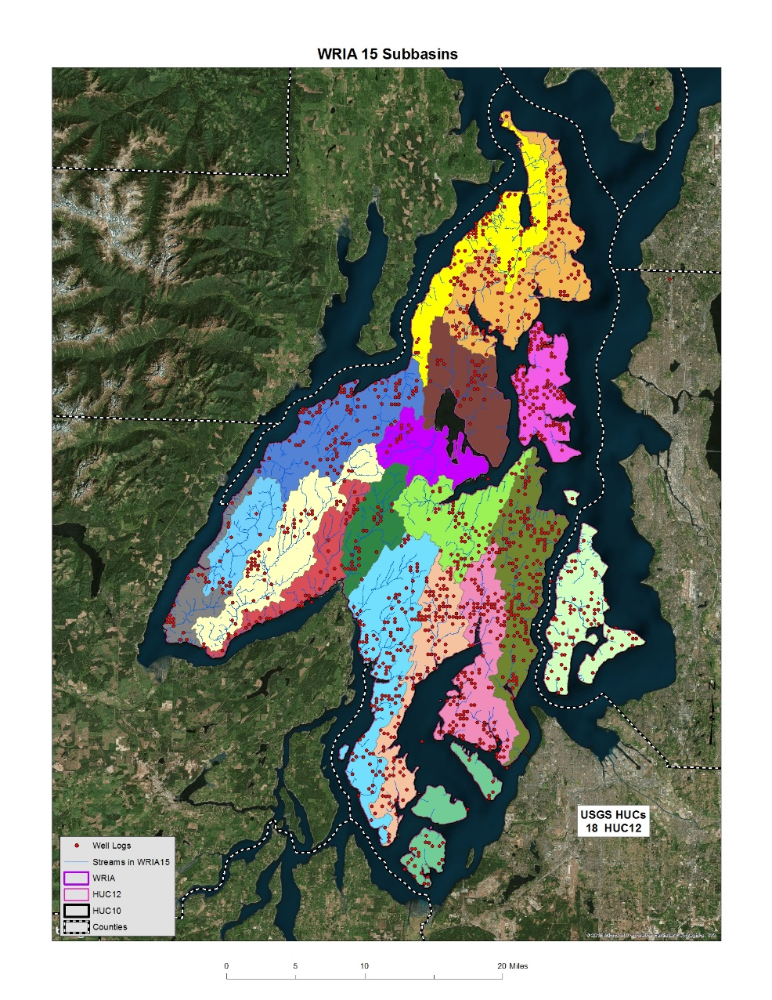 WRIA 15 Subbasins
N
USGS HUCs
18 HUC12
Well Logs
Streams in WRIA15
WRIA
HUC12
HUC10
Counties
0 5 10 20 Miles